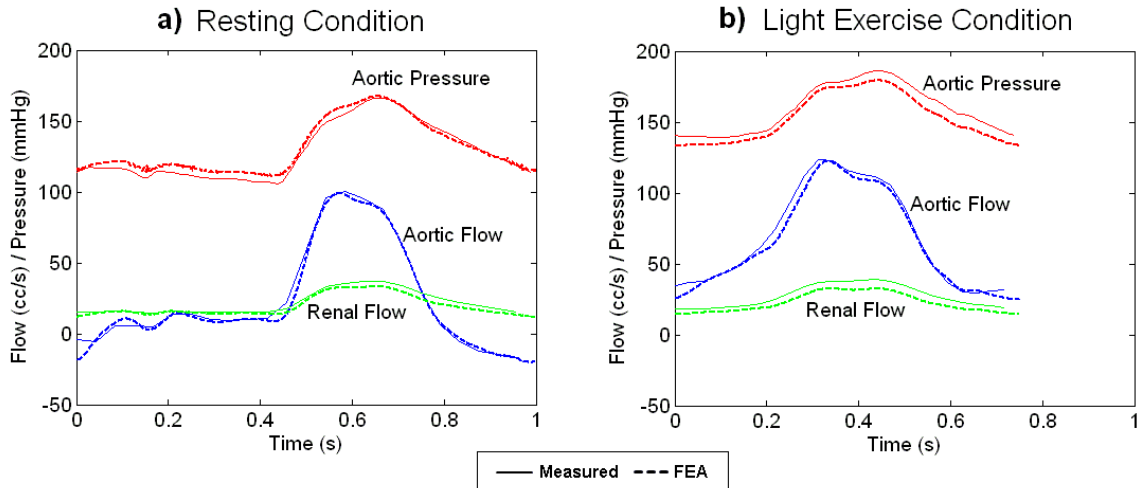 a) Resting Condition
Flow (cc/s) / Pressure (mmHg)
200
150
100
50
0
-50
Aortic Pressure
Aortic Flow
Renal Flow
0
0.2
0.4
0.6
0.8
1
Time (s)
b) Light Exercise Condition
Flow (cc/s) / Pressure (mmHg)
200
150
100
50
0
-50
Aortic Pressure
Aortic Flow
Renal Flow
0
0.2
0.4
0.6
0.8
1
Time (s)
Measured FEA